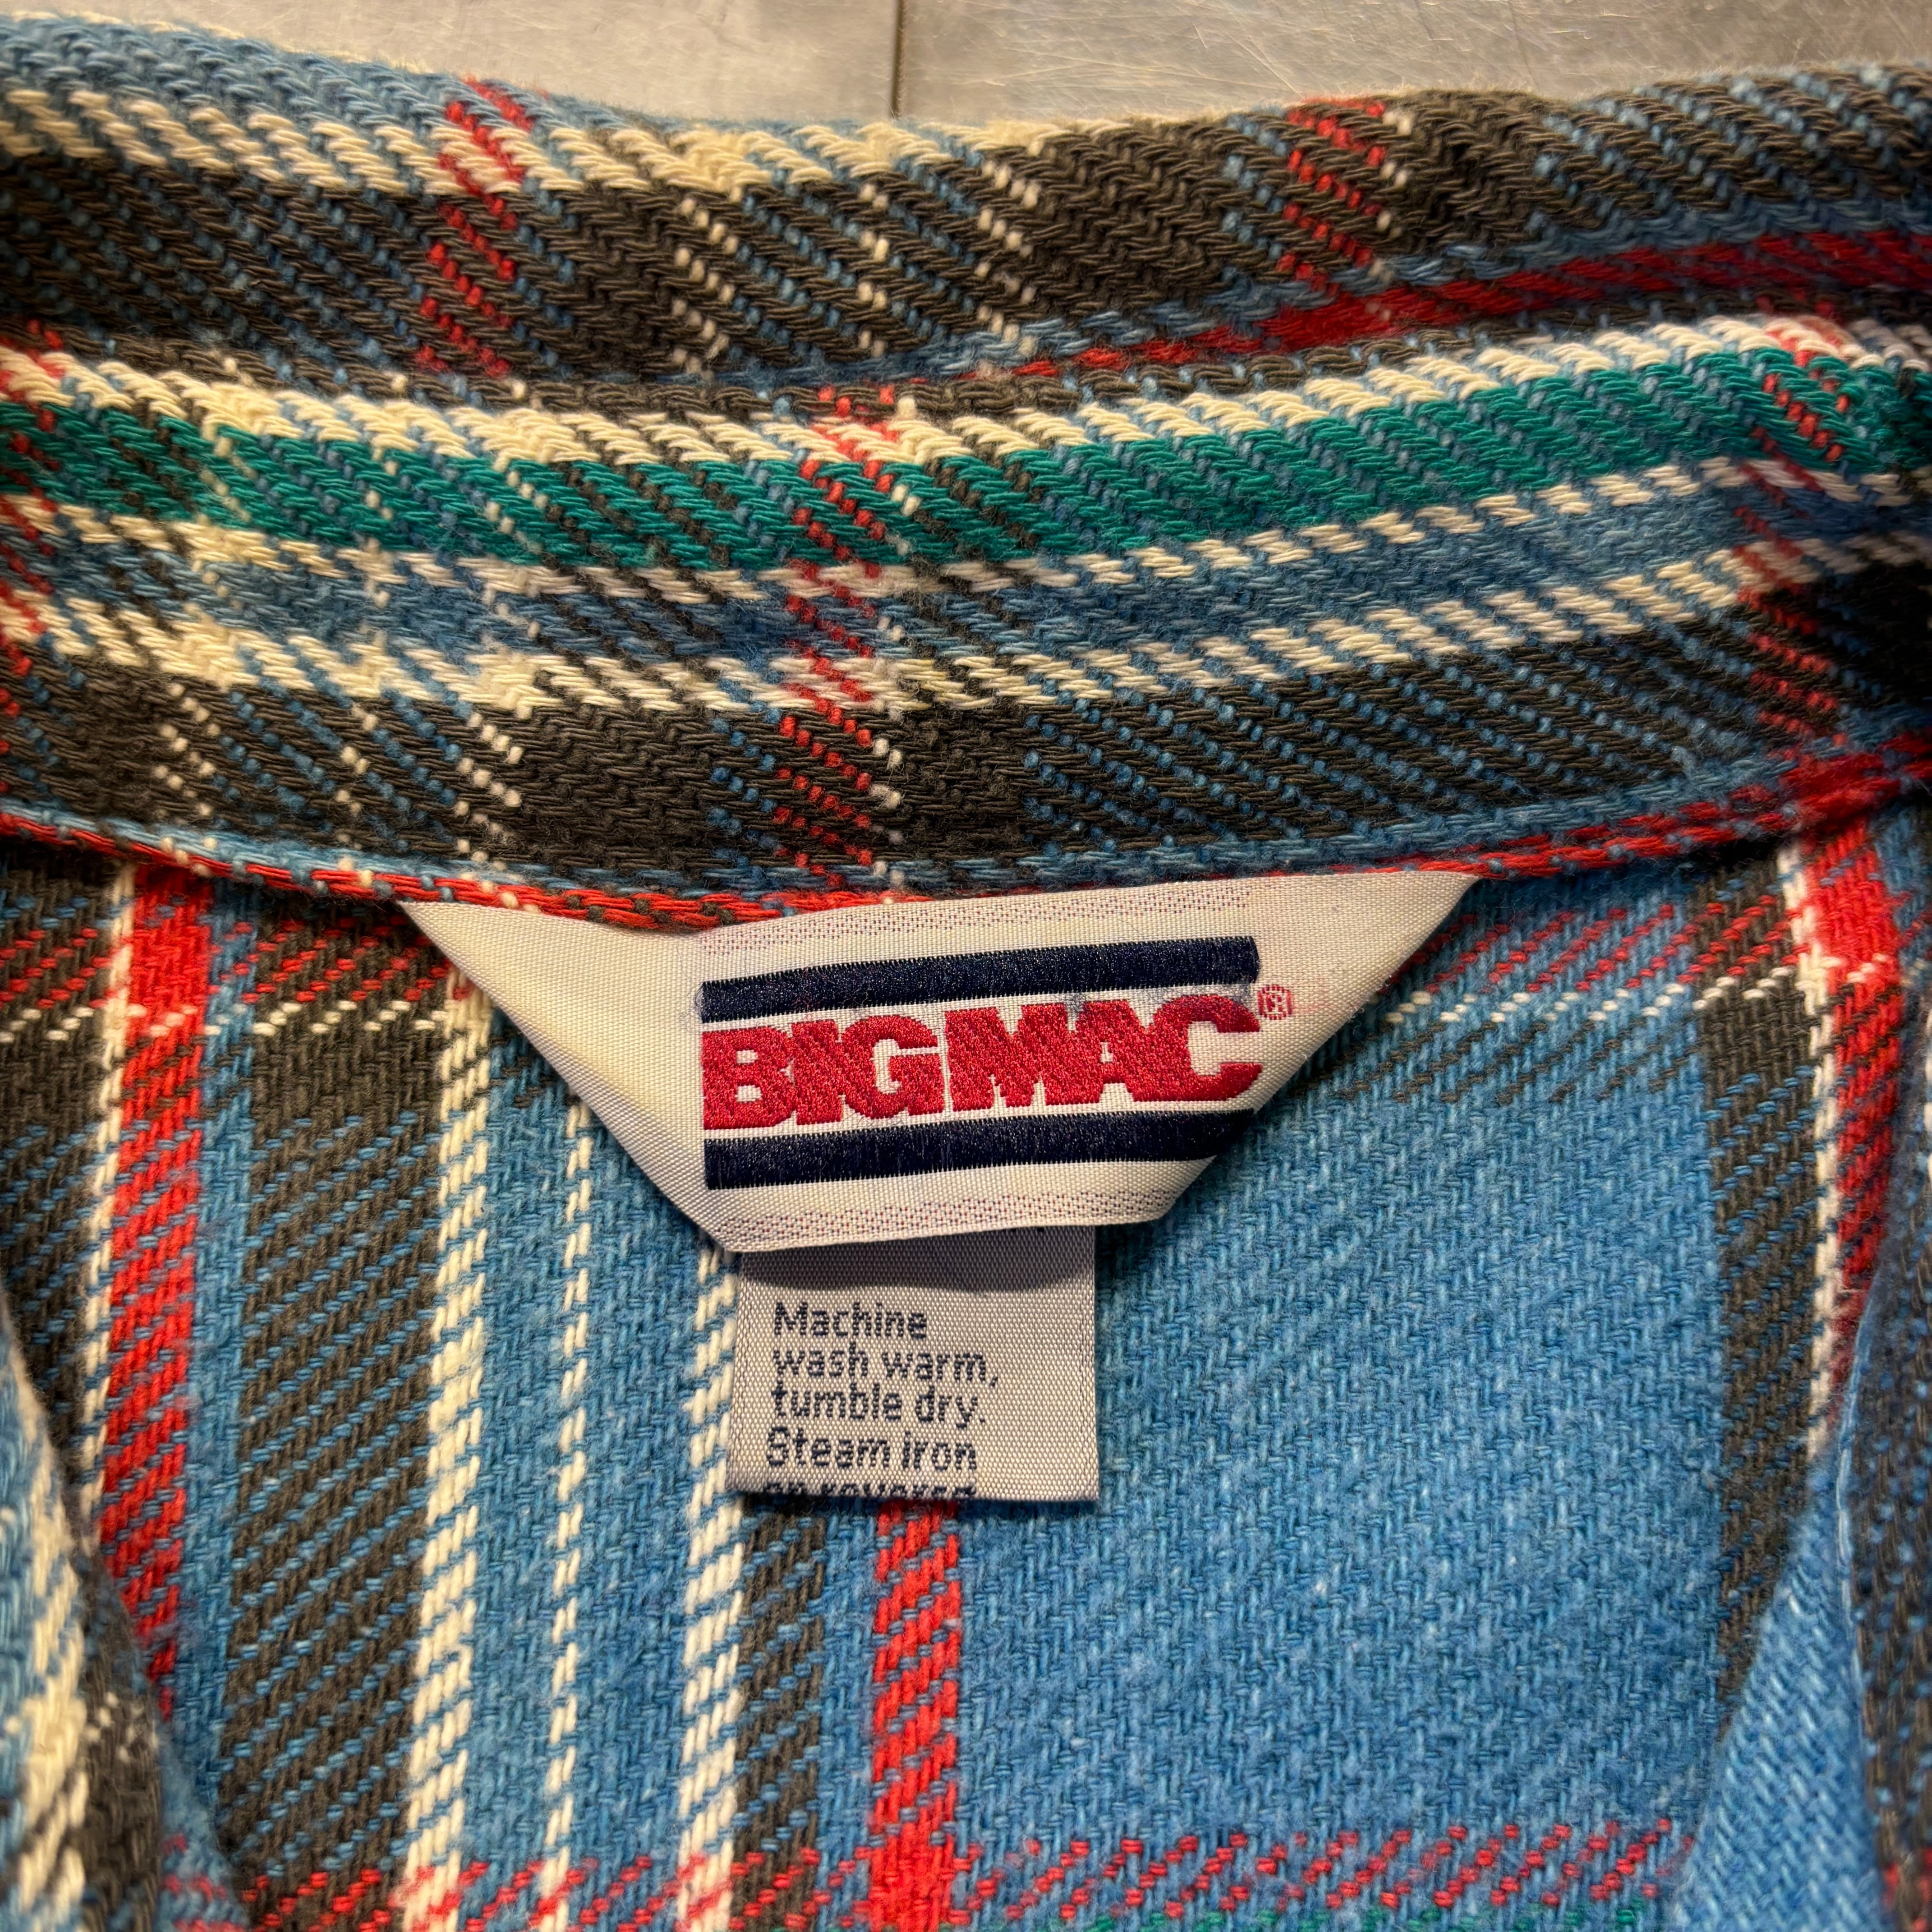 BIGMAC®
Machine
wash warm,
tumble dry.
Steam iron